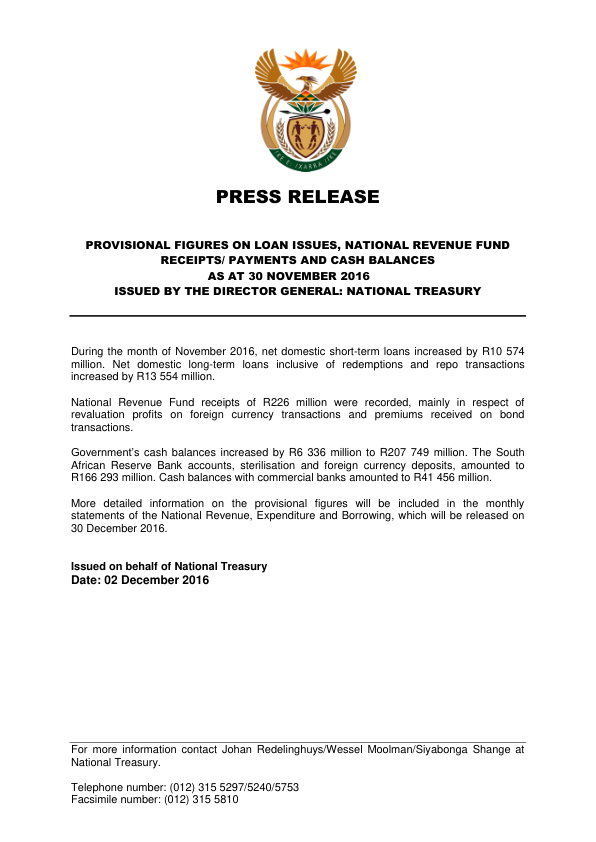 !KE E: /XARRA //KE
PRESS RELEASE
PROVISIONAL FIGURES ON LOAN ISSUES, NATIONAL REVENUE FUND
RECEIPTS/ PAYMENTS AND CASH BALANCES
AS AT 30 NOVEMBER 2016
ISSUED BY THE DIRECTOR GENERAL: NATIONAL TREASURY
During the month of November 2016, net domestic short-term loans increased by R10 574
million. Net domestic long-term loans inclusive of redemptions and repo transactions
increased by R13 554 million.
National Revenue Fund receipts of R226 million were recorded, mainly in respect of
revaluation profits on foreign currency transactions and premiums received on bond
transactions.
Government's cash balances increased by R6 336 million to R207 749 million. The South
African Reserve Bank accounts, sterilisation and foreign currency deposits, amounted to
R166 293 million. Cash balances with commercial banks amounted to R41 456 million.
More detailed information on the provisional figures will be included in the monthly
statements of the National Revenue, Expenditure and Borrowing, which will be released on
30 December 2016.
Issued on behalf of National Treasury
Date: 02 December 2016
For more information contact Johan Redelinghuys/Wessel Moolman/Siyabonga Shange at
National Treasury.
Telephone number: (012) 315 5297/5240/5753
Facsimile number: (012) 315 5810